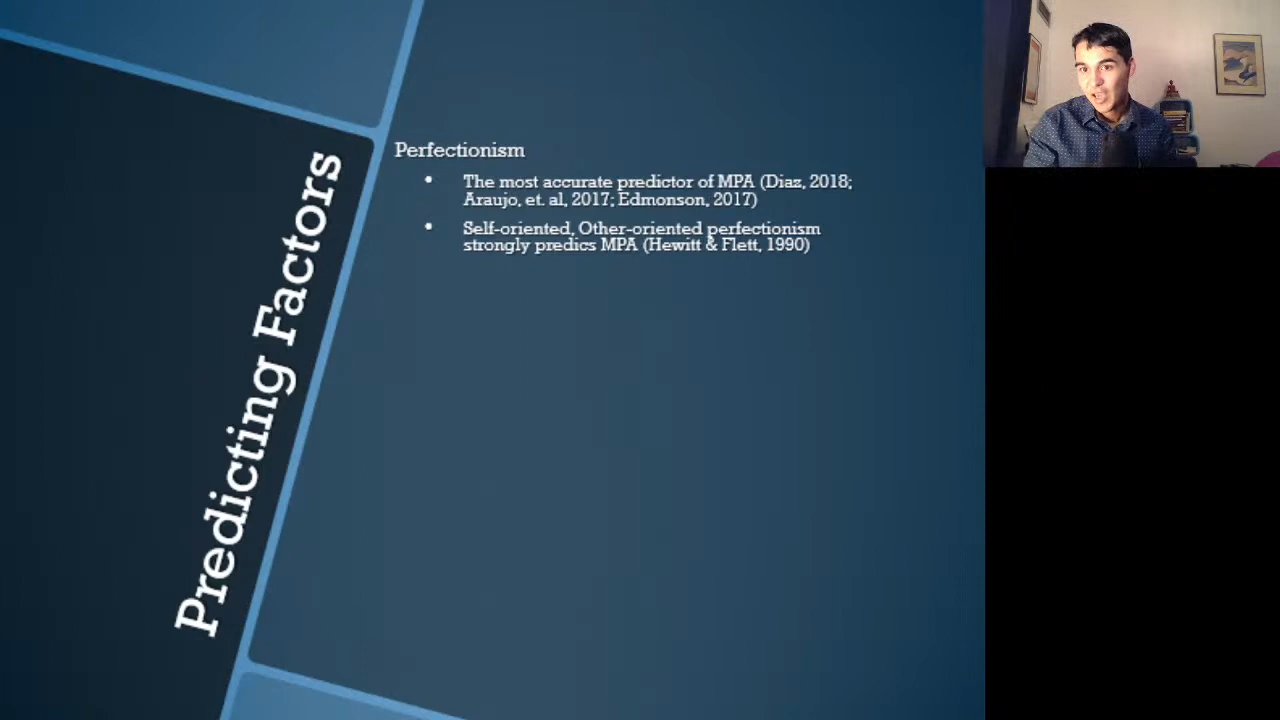 Predicting Factors
Perfectionism
• The most accurate predictor of MPA (Diaz, 2018;
Araujo, et. al, 2017; Edmonson, 2017)
• Self-oriented, Other-oriented perfectionism
strongly predics MPA (Hewitt & Flett, 1990)